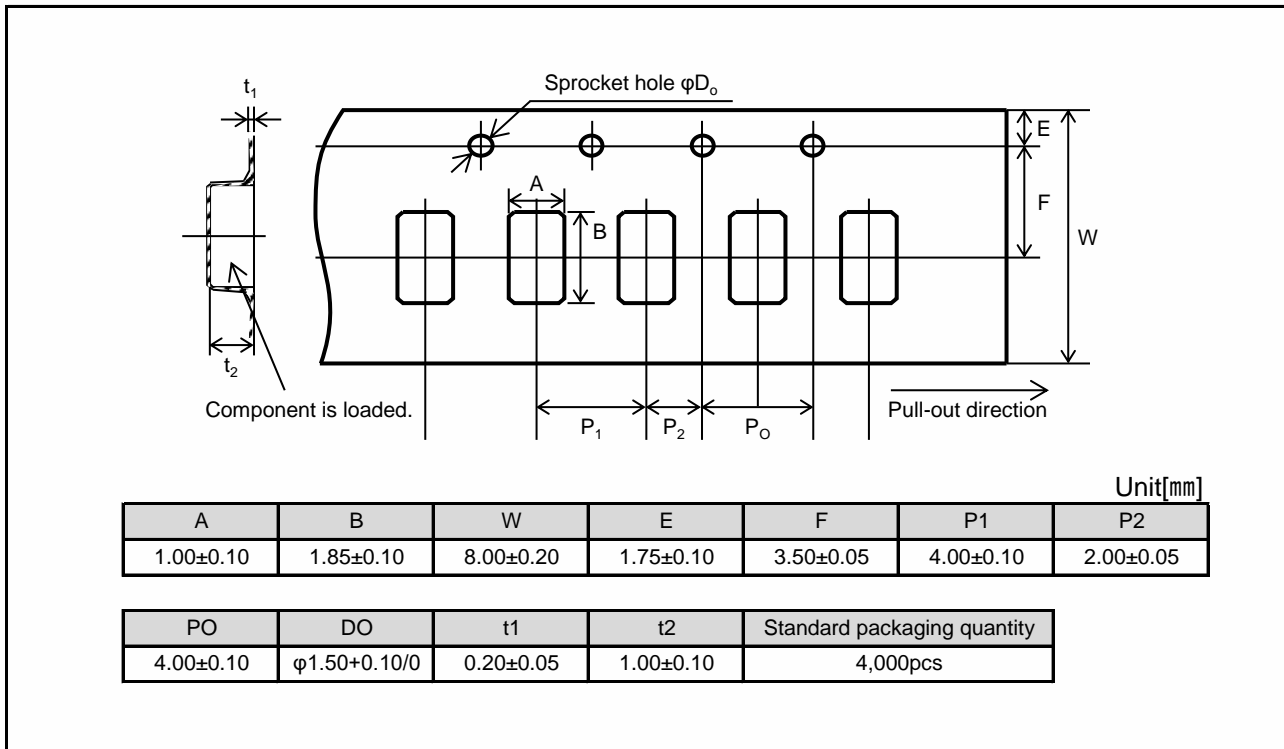 t1
Sprocket hole φDo
E
A
F
B
W
t2
Component is loaded.
P1
P2
PO
Pull-out direction
Unit[㎜]
A B W E F P1 P2
1.00±0.10 1.85±0.10 8.00±0.20 1.75±0.10 3.50±0.05 4.00±0.10 2.00±0.05
PO DO t1 t2 Standard packaging quantity
4.00±0.10 φ1.50+0.10/0 0.20±0.05 1.00±0.10 4,000pcs